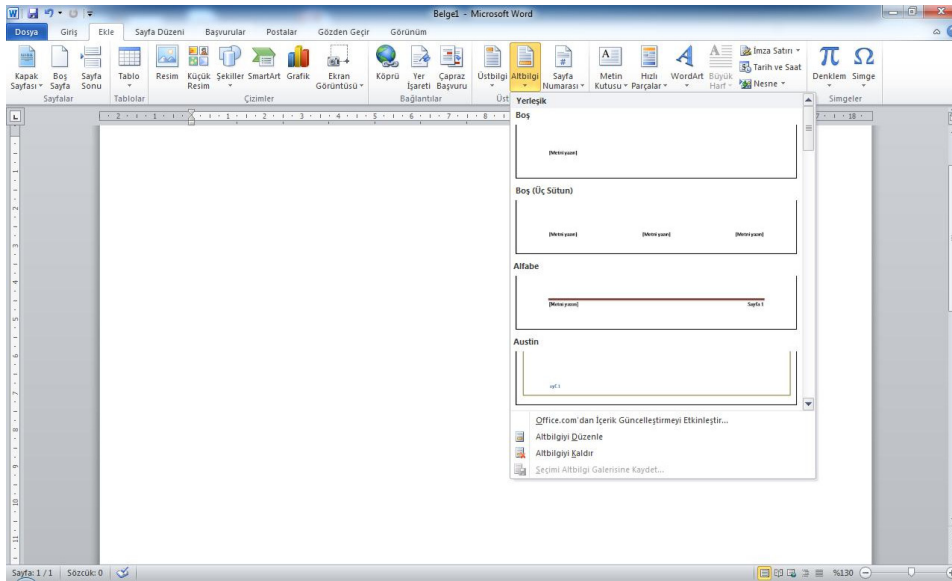 Belge1 - Microsoft Word
Dosya Giriş Ekle Sayfa Düzeni Başvurular Postalar Gözden Geçir Görünüm
Kapak Sayfası Boş Sayfa Sayfa Sonu
Tablo
Resim Küçük Resim Şekiller SmartArt Grafik Ekran Görüntüsü
Köprü Yer İşareti Çapraz Başvuru
Üstbilgi Altbilgi Sayfa Numarası
Metin Kutusu Hızlı Parçalar WordArt Büyük Harf
İmza Satırı
Tarih ve Saat
Nesne
Denklem Simge
Sayfalar Tablolar Çizimler Bağlantılar Üst Simgeler
Yerleşik
Boş
[Metni yazın]
Boş (Üç Sütun)
[Metni yazın] [Metni yazın] [Metni yazın]
Alfabe
[Metni yazın] Sayfa 1
Austin
Office.com'dan İçerik Güncelleştirmeyi Etkinleştir...
Altbilgiyi Düzenle
Altbilgiyi Kaldır
Seçimi Altbilgi Galerisine Kaydet...
Sayfa: 1 / 1 Sözcük: 0 %130